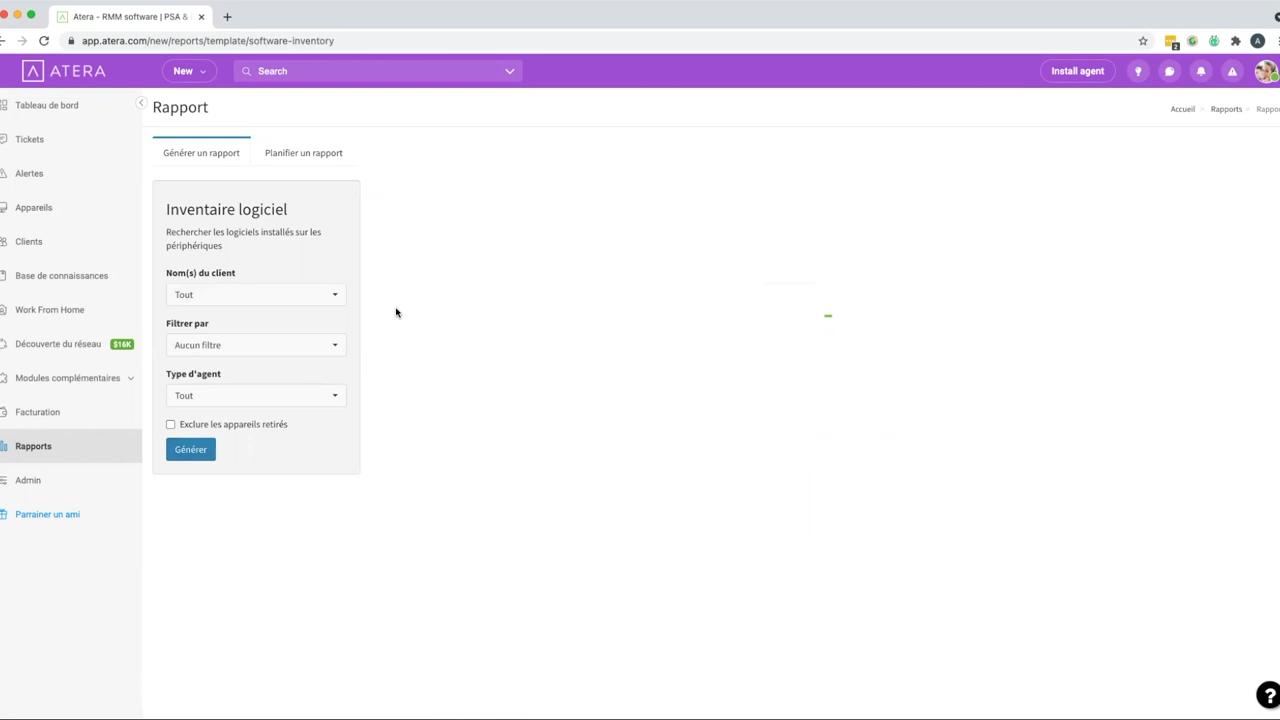 Atera - RMM software | PSA &
app.atera.com/new/reports/template/software-inventory
2
A
ATERA
New
Search
Install agent
Tableau de bord
Rapport
Accueil
Rapports
Tickets
Générer un rapport
Planifier un rapport
Alertes
Appareils
Clients
Base de connaissances
Work From Home
Découverte du réseau
$16K
Modules complémentaires
Facturation
Rapports
Admin
Parrainer un ami
Inventaire logiciel
Rechercher les logiciels installés sur les
périphériques
Nom(s) du client
Tout
Filtrer par
Aucun filtre
Type d'agent
Tout
Exclure les appareils retirés
Générer
?